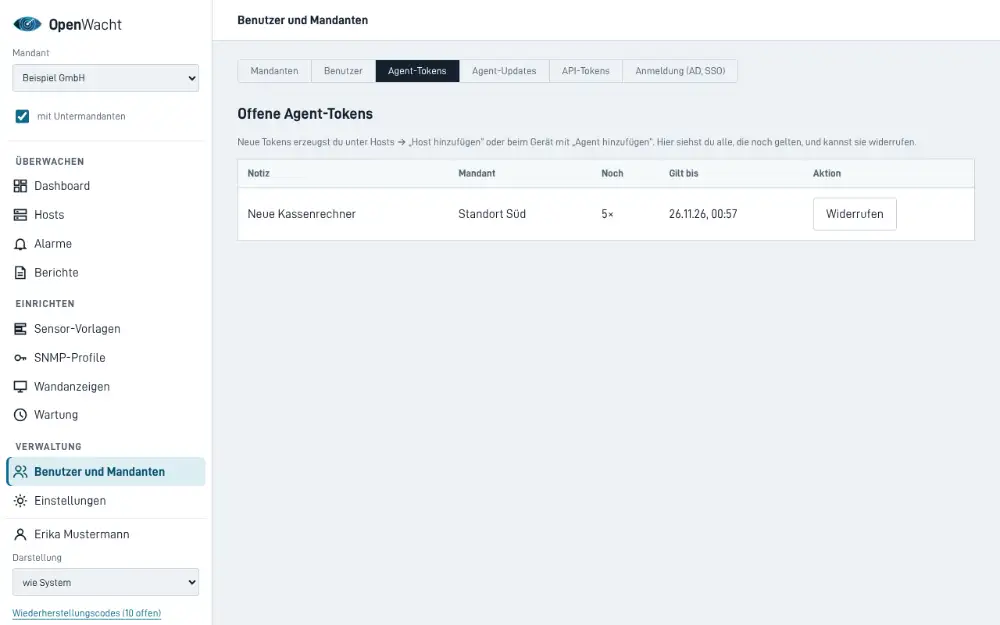 OpenWacht
Benutzer und Mandanten
Mandant
Beispiel GmbH
mit Untermandanten
ÜBERWACHEN
Dashboard
Hosts
Alarme
Berichte
EINRICHTEN
Sensor-Vorlagen
SNMP-Profile
Wandanzeigen
Wartung
VERWALTUNG
Benutzer und Mandanten
Einstellungen
Erika Mustermann
Darstellung
wie System
Wiederherstellungscodes (10 offen)
Mandanten Benutzer Agent-Tokens Agent-Updates API-Tokens Anmeldung (AD, SSO)
Offene Agent-Tokens
Neue Tokens erzeugst du unter Hosts → „Host hinzufügen“ oder beim Gerät mit „Agent hinzufügen“. Hier siehst du alle, die noch gelten, und kannst sie widerrufen.
Notiz Mandant Noch Gilt bis Aktion
Neue Kassenrechner Standort Süd 5× 26.11.26, 00:57 Widerrufen